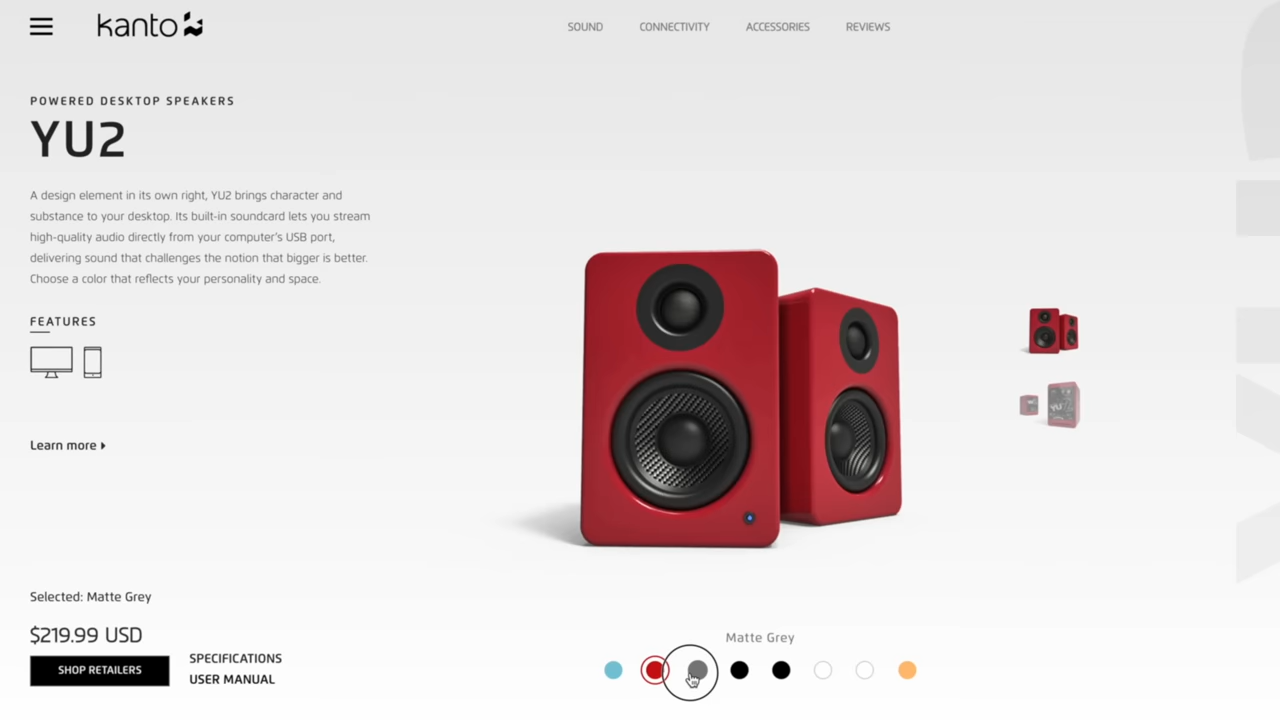 kanto
SOUND
CONNECTIVITY
ACCESSORIES
REVIEWS
POWERED DESKTOP SPEAKERS
YU2
A design element in its own right, YU2 brings character and
substance to your desktop. Its built-in soundcard lets you stream
high-quality audio directly from your computer's USB port,
delivering sound that challenges the notion that bigger is better.
Choose a color that reflects your personality and space.
FEATURES
Learn more
Selected: Matte Grey
$219.99 USD
SHOP RETAILERS
SPECIFICATIONS
USER MANUAL
Matte Grey